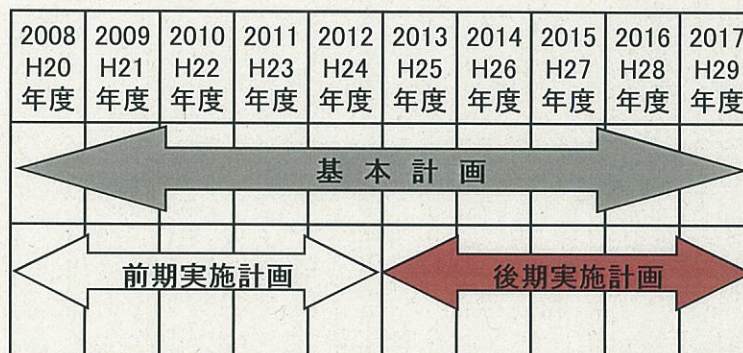 2008 2009 2010 2011 2012 2013 2014 2015 2016 2017
H20 H21 H22 H23 H24 H25 H26 H27 H28 H29
年度 年度 年度 年度 年度 年度 年度 年度 年度 年度
基本計画
前期実施計画 後期実施計画